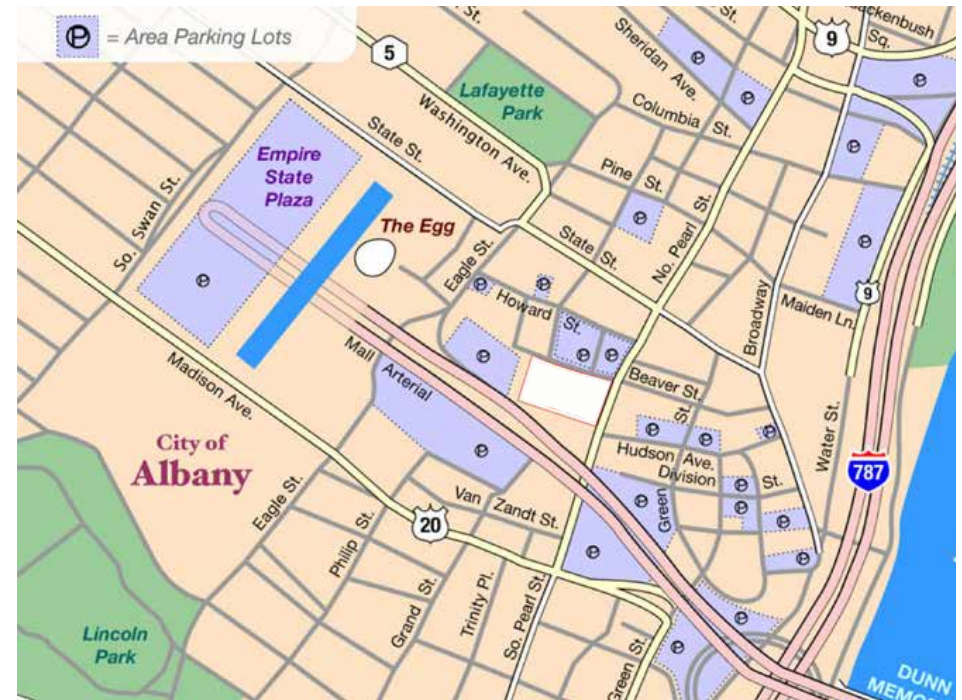 Ⓟ = Area Parking Lots
St.
St.
5
9
Sq.
Sheridan Ave.
Lafayette
Park
Washington Ave.
Columbia St.
State St.
Empire
State
Plaza
Pine St.
So. Swan St.
The Egg
Eagle St.
State St.
No. Pearl St.
Broadway
9
Maiden Ln.
Howard St.
Mall Arterial
Madison Ave.
Beaver St.
City of
Albany
Hudson Ave.
Division St.
Green St.
Water St.
787
Eagle St.
Van Zandt St.
20
Philip St.
Grand St.
Trinity Pl.
So. Pearl St.
Green St.
Lincoln
Park
DUNN